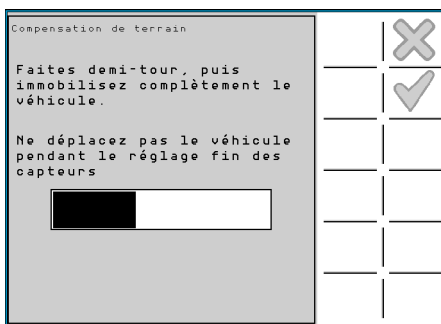 Compensation de terrain
Faites demi-tour, puis
immobilisez complètement le
véhicule.
Ne déplacez pas le véhicule
pendant le réglage fin des
capteurs